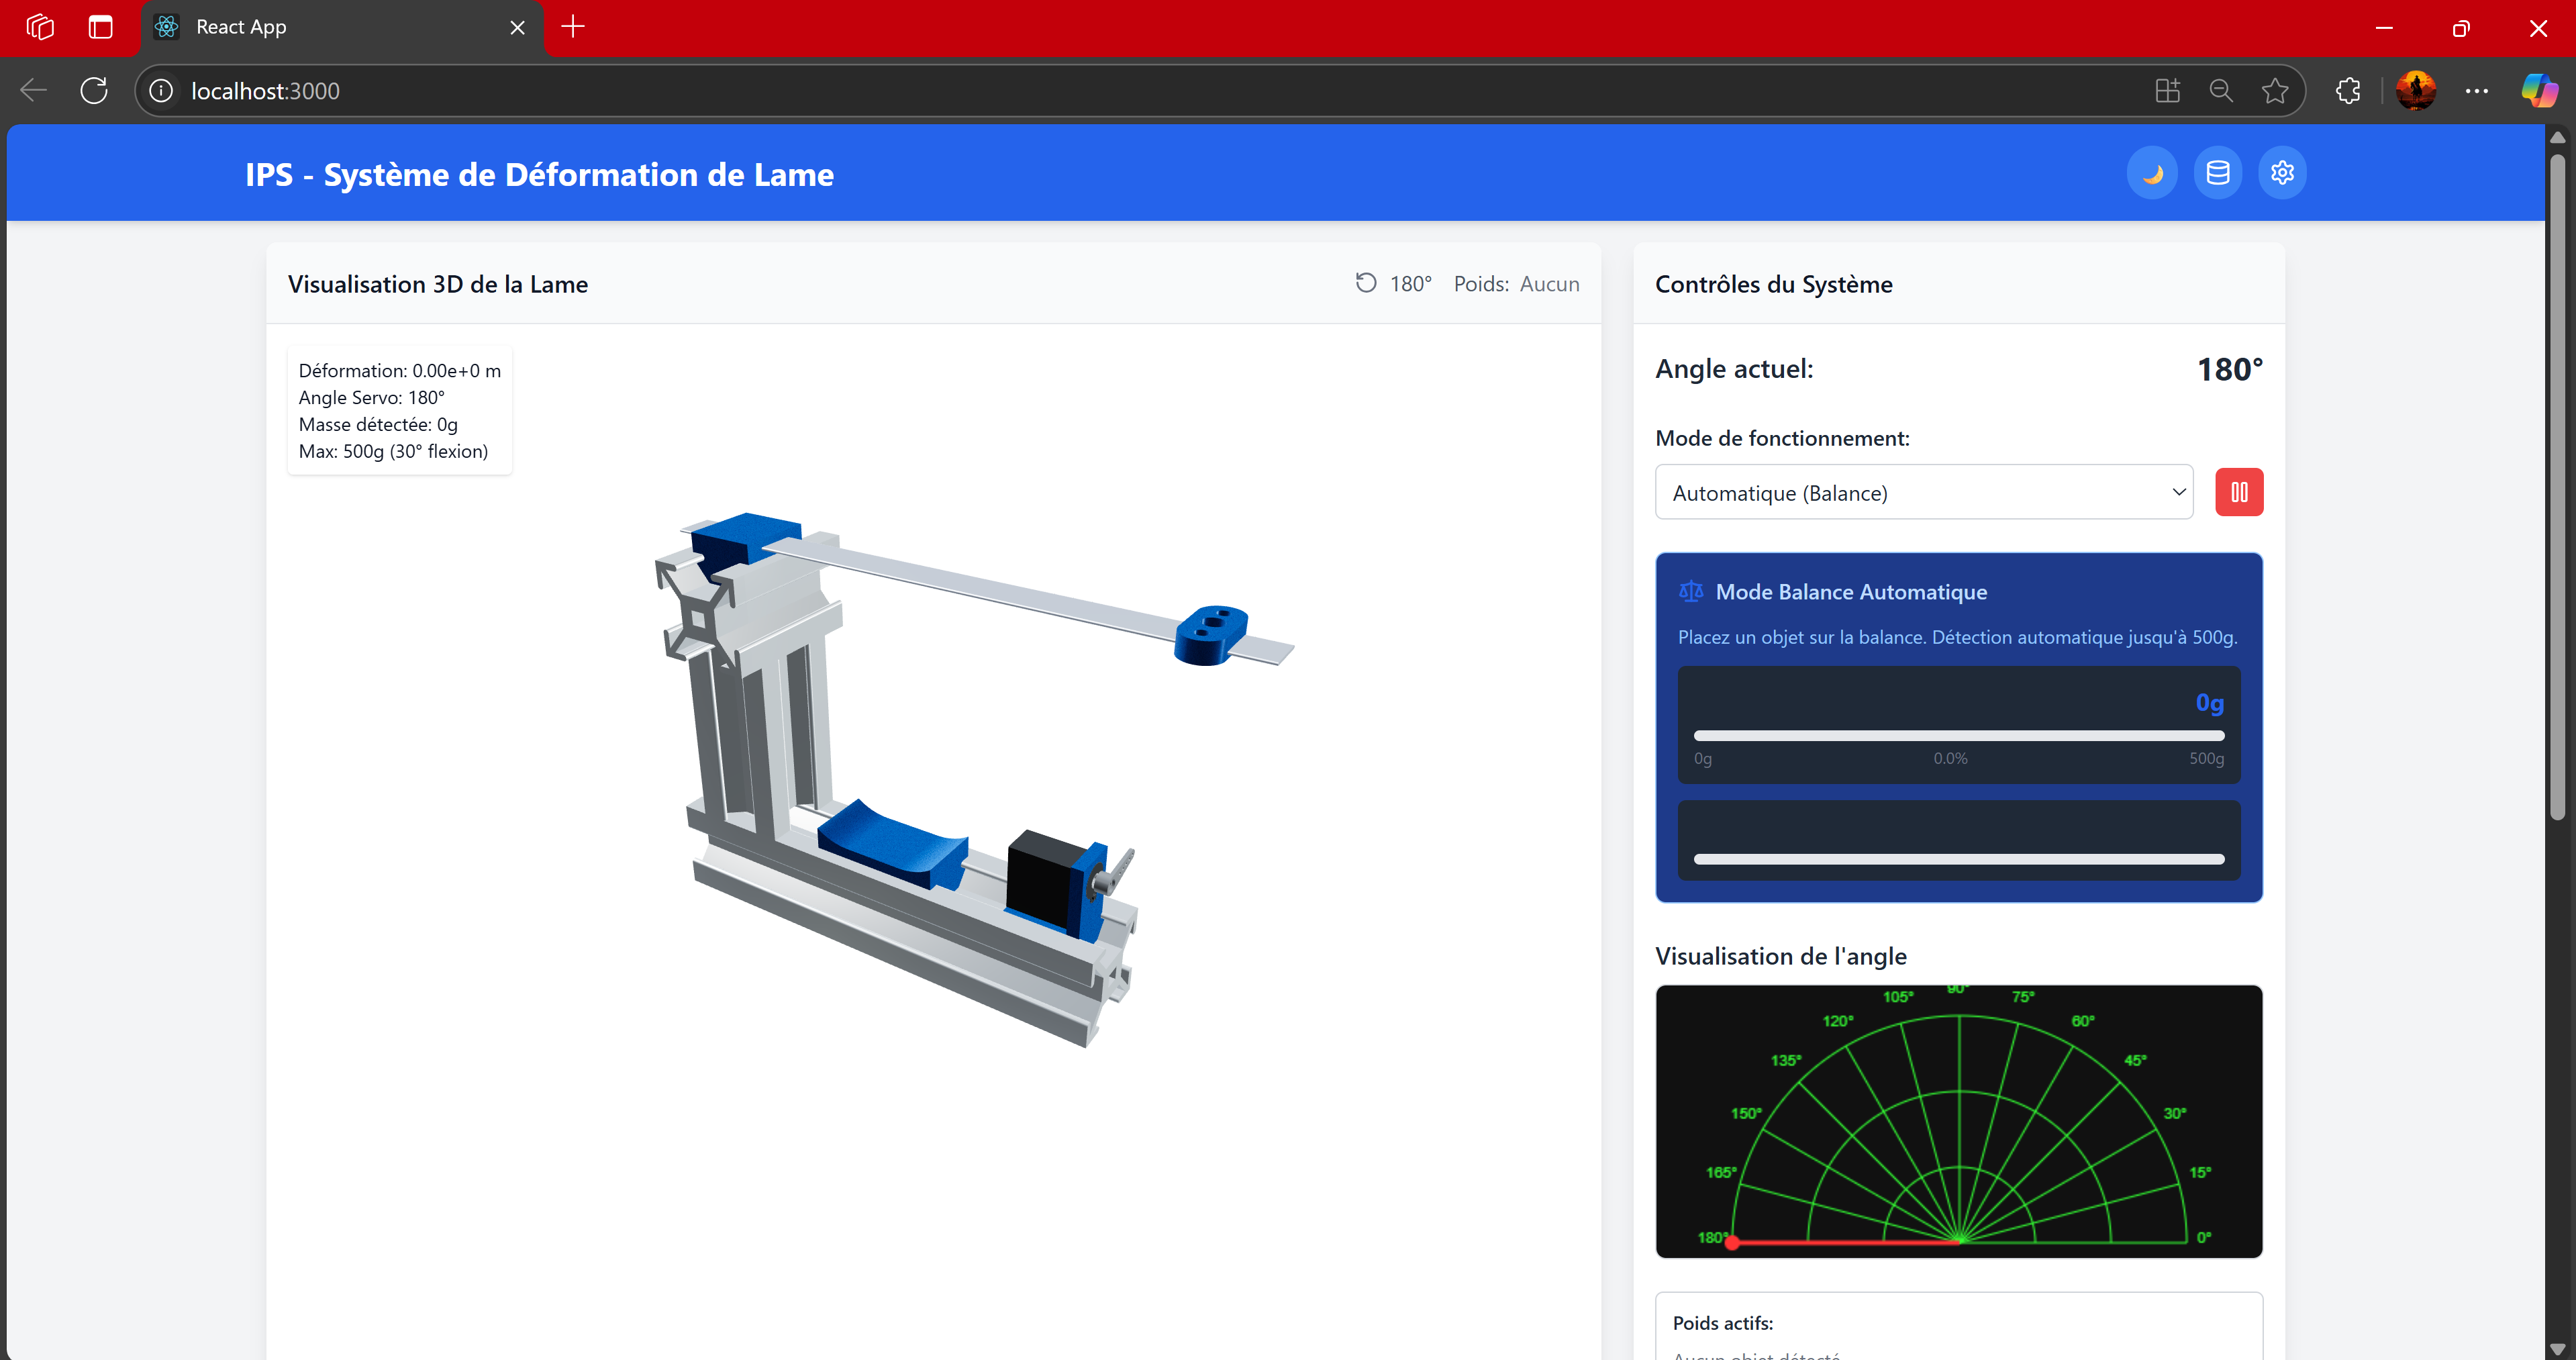 React App
localhost:3000
IPS - Système de Déformation de Lame
Visualisation 3D de la Lame
180° Poids: Aucun
Déformation: 0.00e+0 m
Angle Servo: 180°
Masse détectée: 0g
Max: 500g (30° flexion)
Contrôles du Système
Angle actuel: 180°
Mode de fonctionnement:
Automatique (Balance)
Mode Balance Automatique
Placez un objet sur la balance. Détection automatique jusqu'à 500g.
0g
0g 0.0% 500g
Visualisation de l'angle
105° 90° 75°
120° 60°
135° 45°
150° 30°
165° 15°
180° 0°
Poids actifs:
Aucun objet détecté